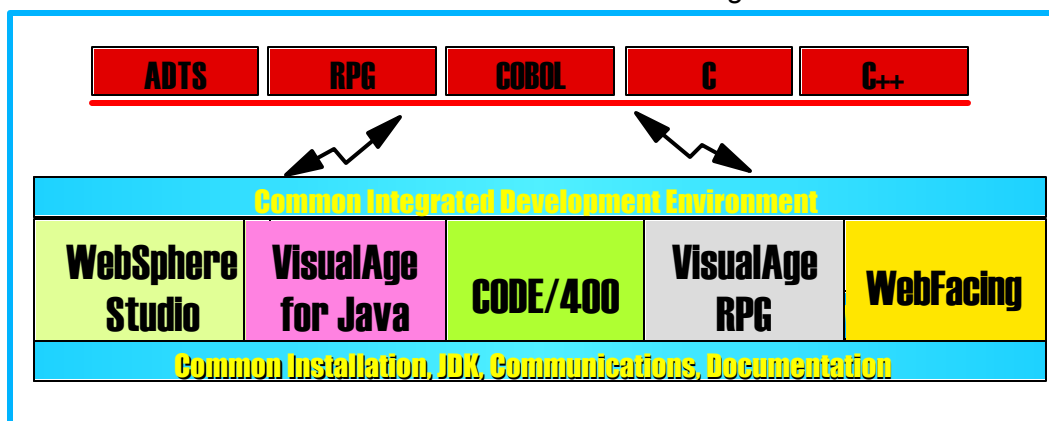 ADTS RPG COBOL C C++
Common Integrated Development Environment
WebSphere Studio
VisualAge for Java
CODE/400
VisualAge RPG
WebFacing
Common Installation, JDK, Communications, Documentation